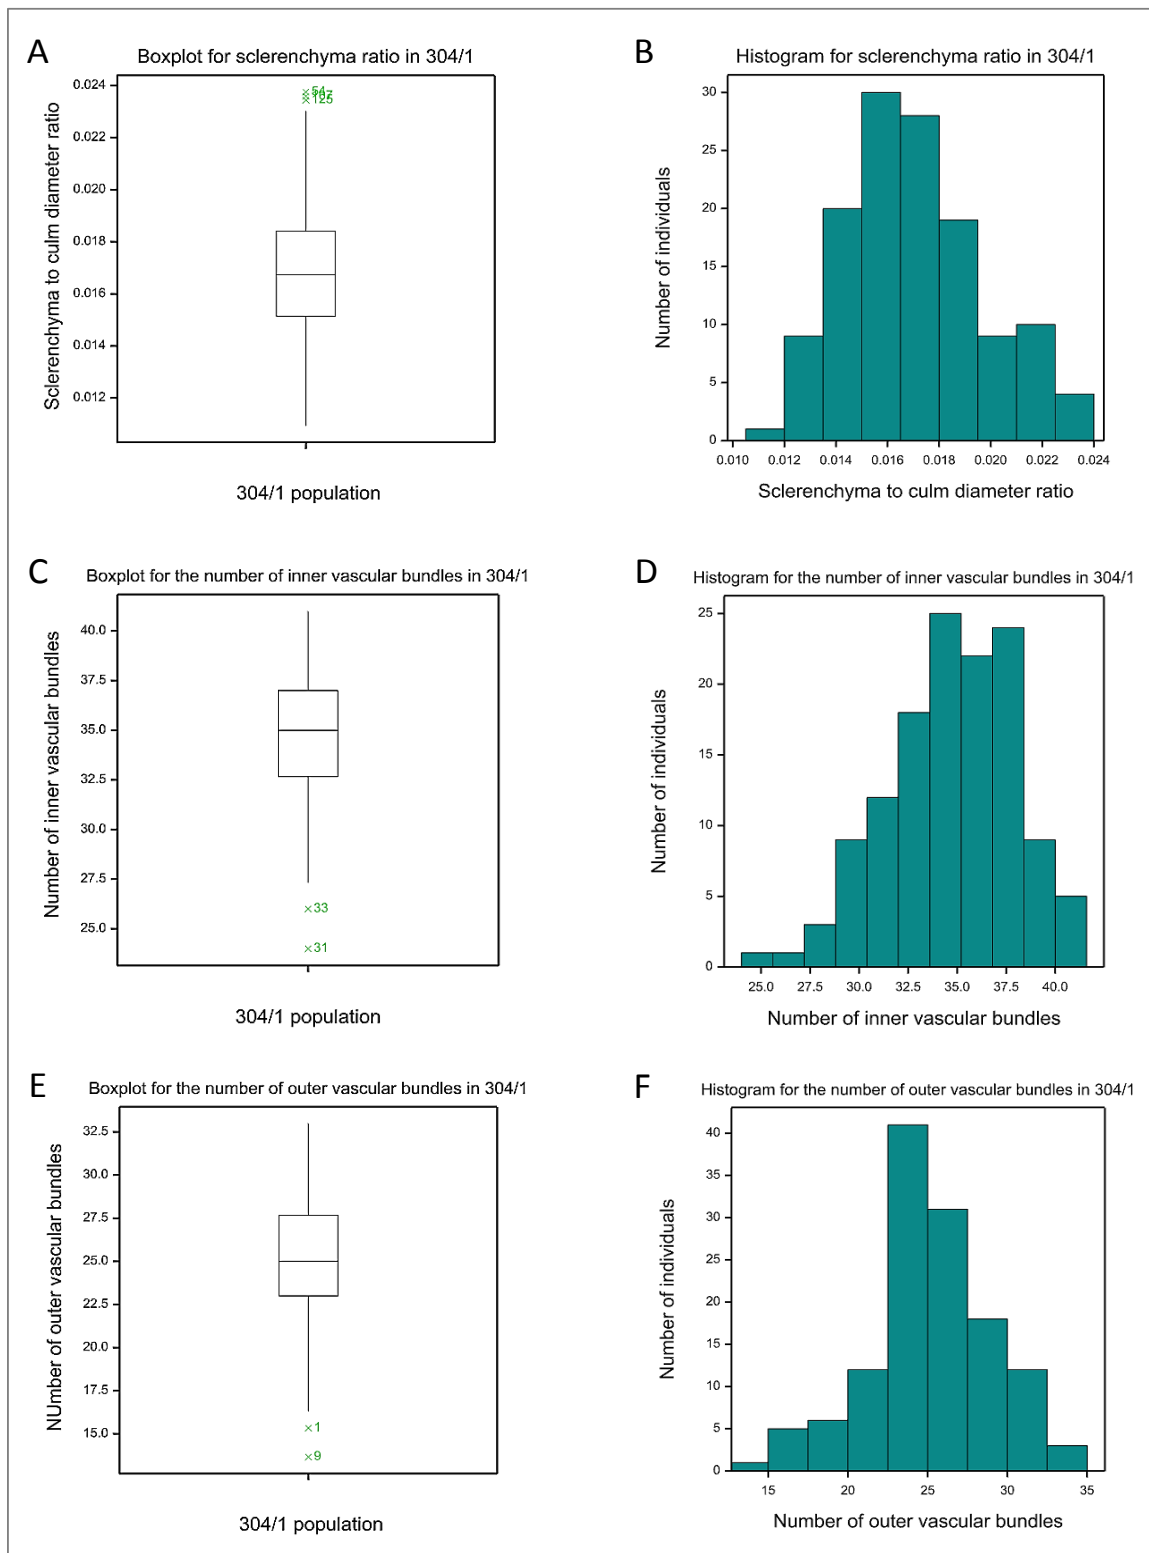 A
Boxplot for sclerenchyma ratio in 304/1
Sclerenchyma to culm diameter ratio
0.024
0.022
0.020
0.018
0.016
0.014
0.012
×54
×125
304/1 population
B
Histogram for sclerenchyma ratio in 304/1
Number of individuals
30
25
20
15
10
5
0
0.010 0.012 0.014 0.016 0.018 0.020 0.022 0.024
Sclerenchyma to culm diameter ratio
C
Boxplot for the number of inner vascular bundles in 304/1
Number of inner vascular bundles
40.0
37.5
35.0
32.5
30.0
27.5
25.0
×33
×31
304/1 population
D
Histogram for the number of inner vascular bundles in 304/1
Number of individuals
25
20
15
10
5
0
25.0 27.5 30.0 32.5 35.0 37.5 40.0
Number of inner vascular bundles
E
Boxplot for the number of outer vascular bundles in 304/1
NUmber of outer vascular bundles
32.5
30.0
27.5
25.0
22.5
20.0
17.5
15.0
×1
×9
304/1 population
F
Histogram for the number of outer vascular bundles in 304/1
Number of individuals
40
35
30
25
20
15
10
5
0
15 20 25 30 35
Number of outer vascular bundles